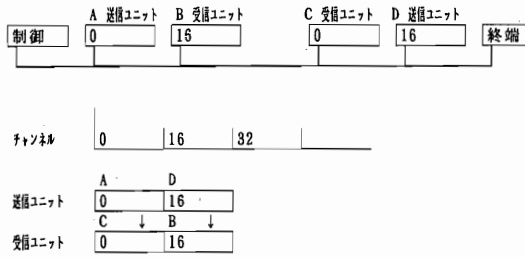 A 送信ユニット B 受信ユニット C 受信ユニット D 送信ユニット
制御 0 16 0 16 終端
チャンネル 0 16 32
A D
送信ユニット 0 16
C ↓ B ↓
受信ユニット 0 16